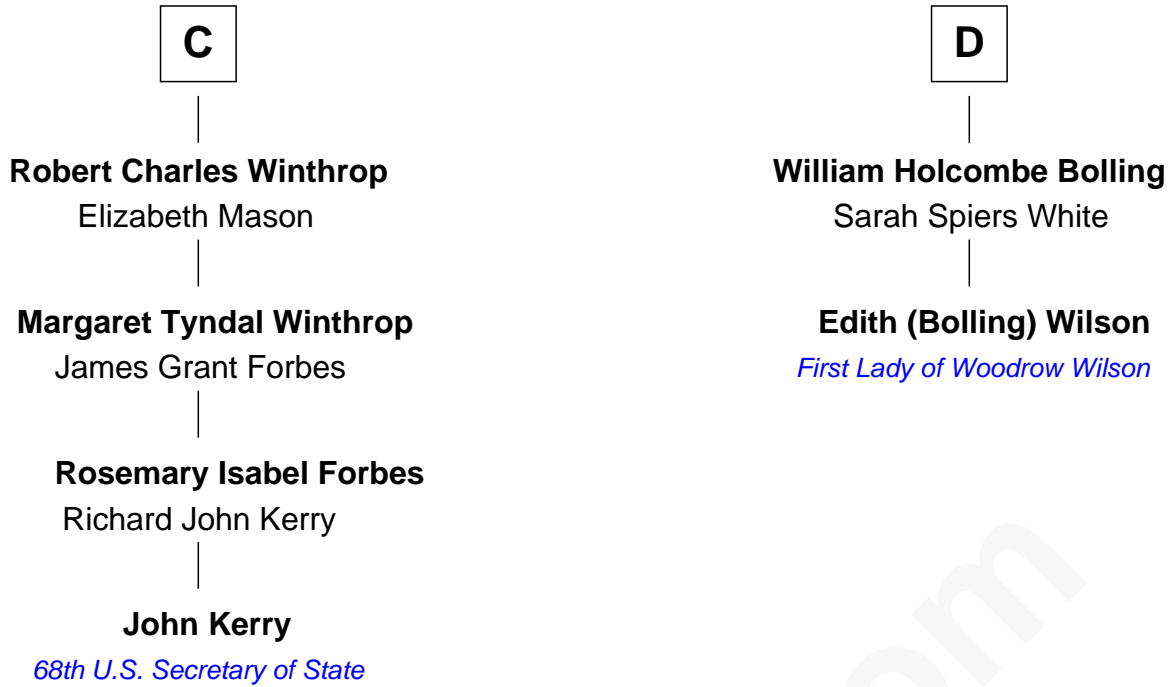 C
Robert Charles Winthrop
Elizabeth Mason
Margaret Tyndal Winthrop
James Grant Forbes
Rosemary Isabel Forbes
Richard John Kerry
John Kerry
68th U.S. Secretary of State
D
William Holcombe Bolling
Sarah Spiers White
Edith (Bolling) Wilson
First Lady of Woodrow Wilson
om